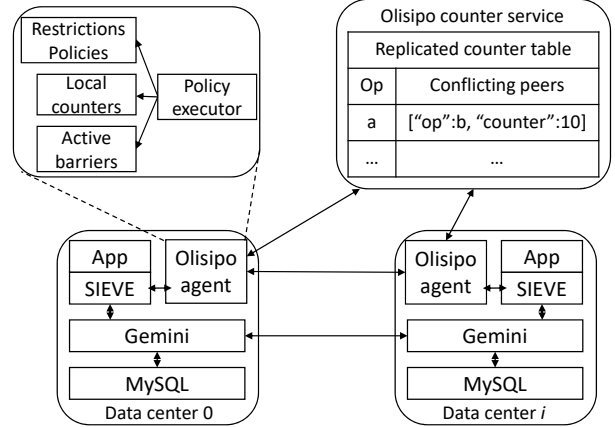 Restrictions
Policies
Local
counters
Active
barriers
Policy
executor
Olisipo counter service
Replicated counter table
Op Conflicting peers
a [“op”:b, “counter”:10]
... ...
App
SIEVE
Olisipo
agent
Gemini
MySQL
Data center 0
Olisipo
agent
App
SIEVE
Gemini
MySQL
Data center i